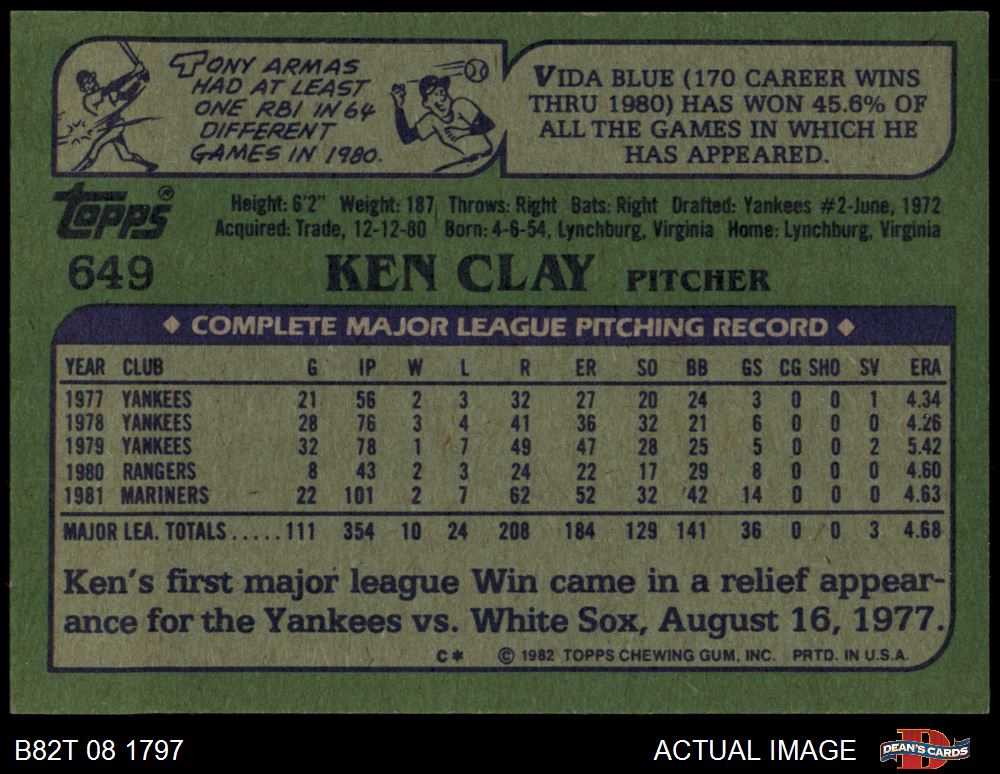 TONY ARMAS
HAD AT LEAST
ONE RBI IN 64
DIFFERENT
GAMES IN 1980.
VIDA BLUE (170 CAREER WINS
THRU 1980) HAS WON 45.6% OF
ALL THE GAMES IN WHICH HE
HAS APPEARED.
Topps®
Height: 6'2" Weight: 187 Throws: Right Bats: Right Drafted: Yankees #2-June, 1972
Acquired: Trade, 12-12-80 Born: 4-6-54, Lynchburg, Virginia Home: Lynchburg, Virginia
649 KEN CLAY PITCHER
◆ COMPLETE MAJOR LEAGUE PITCHING RECORD ◆
YEAR CLUB G IP W L R ER SO BB GS CG SHO SV ERA
1977 YANKEES 21 56 2 3 32 27 20 24 3 0 0 1 4.34
1978 YANKEES 28 76 3 4 41 36 32 21 6 0 0 0 4.26
1979 YANKEES 32 78 1 7 49 47 28 25 5 0 0 2 5.42
1980 RANGERS 8 43 2 3 24 22 17 29 8 0 0 0 4.60
1981 MARINERS 22 101 2 7 62 52 32 42 14 0 0 0 4.63
MAJOR LEA. TOTALS.....111 354 10 24 208 184 129 141 36 0 0 3 4.68
Ken's first major league Win came in a relief appear-
ance for the Yankees vs. White Sox, August 16, 1977.
C* © 1982 TOPPS CHEWING GUM, INC. PRTD. IN U.S.A.
B82T 08 1797 ACTUAL IMAGE DEAN'S CARDS